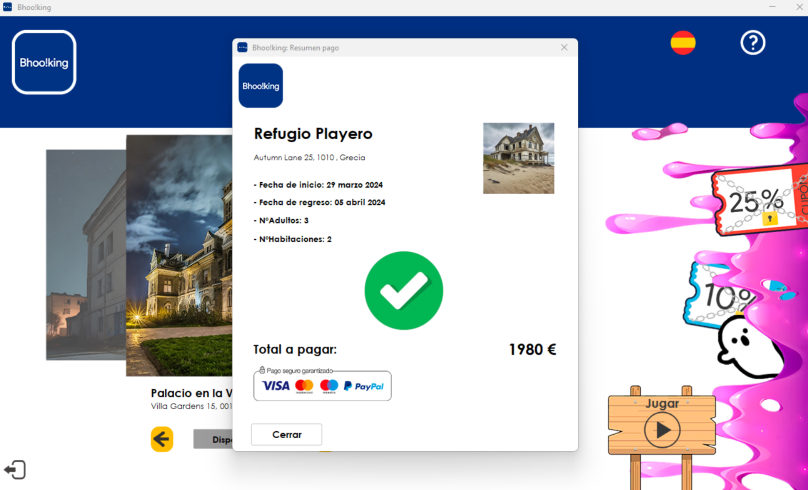 Bhoo!king
Bhoo!king
Bhoo!king: Resumen pago
Bhoo!king
Refugio Playero
Autumn Lane 25, 1010 , Grecia
- Fecha de inicio: 29 marzo 2024
- Fecha de regreso: 05 abril 2024
- NºAdultos: 3
- NºHabitaciones: 2
Total a pagar:
1980 €
Pago seguro garantizado
VISA
PayPal
Cerrar
Palacio en la V
Villa Gardens 15, 001
Dispo
25%
CUPÓN
10%
Jugar